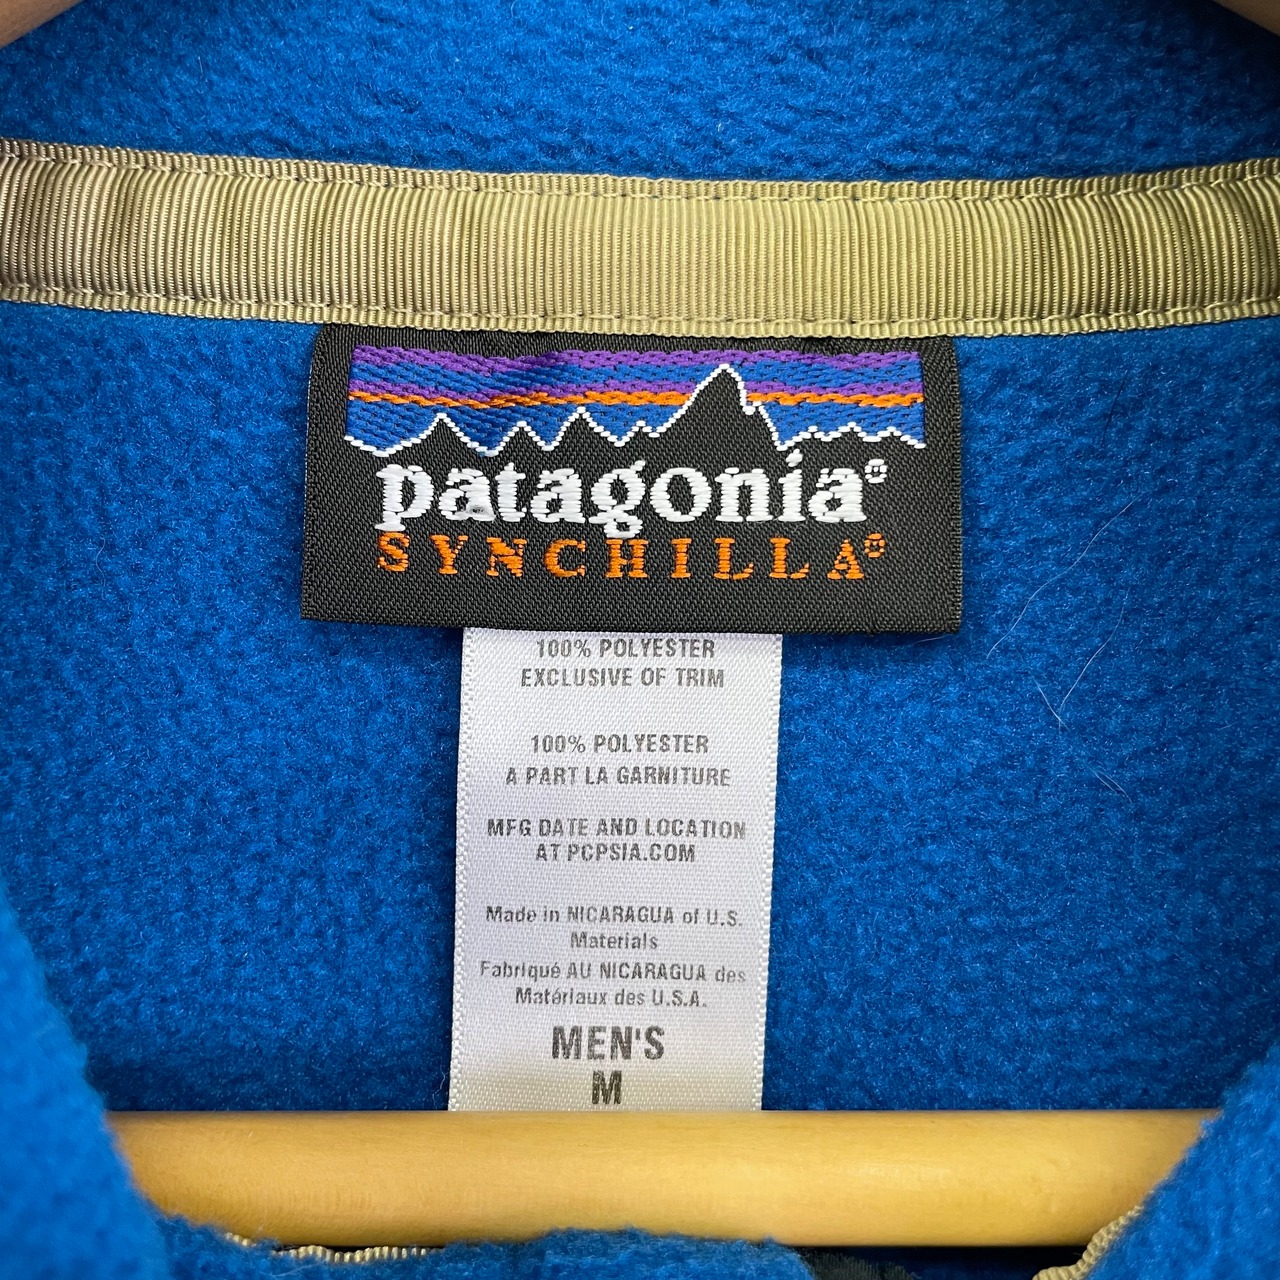 patagonia®
SYNCHILLA®
100% POLYESTER
EXCLUSIVE OF TRIM
100% POLYESTER
A PART LA GARNITURE
MFG DATE AND LOCATION
AT PCPSIA.COM
Made in NICARAGUA of U.S.
Materials
Fabriqué AU NICARAGUA des
Matériaux des U.S.A.
MEN'S
M